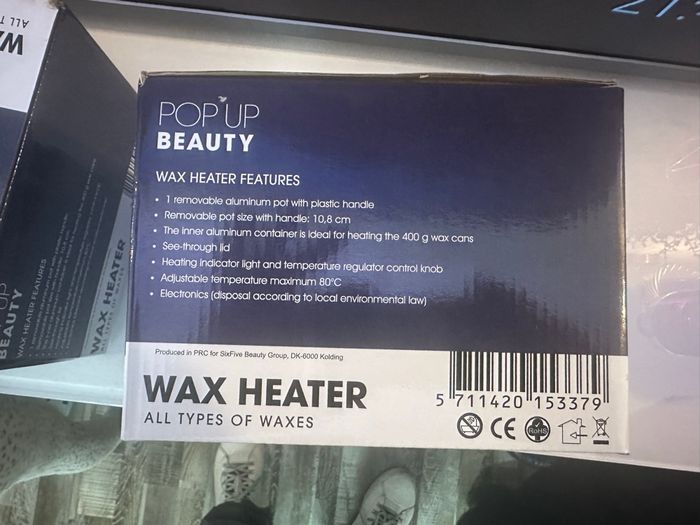 POP UP
BEAUTY
WAX HEATER FEATURES
• 1 removable aluminum pot with plastic handle
• Removable pot size with handle: 10,8 cm
• The inner aluminum container is ideal for heating the 400 g wax cans
• See-through lid
• Heating indicator light and temperature regulator control knob
• Adjustable temperature maximum 80°C
• Electronics (disposal according to local environmental law)
Produced in PRC for SixFive Beauty Group, DK-6000 Kolding
WAX HEATER
ALL TYPES OF WAXES
5 711420 153379
CE
RoHS
BEAUTY
WAX HEATER FEATURES
WAX HEATER